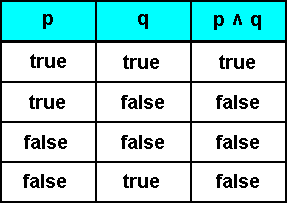 p q p ∧ q
true true true
true false false
false false false
false true false